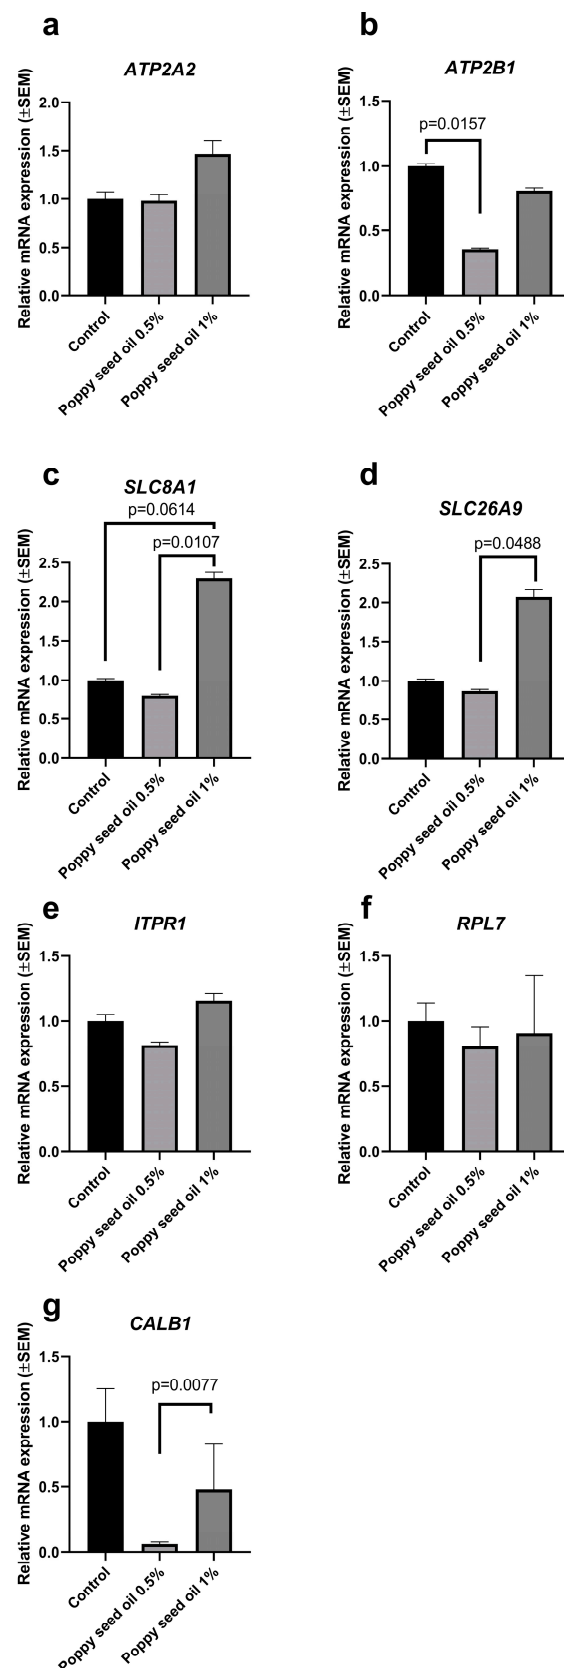 a
ATP2A2
Relative mRNA expression (±SEM)
2.0
1.5
1.0
0.5
0.0
Control
Poppy seed oil 0.5%
Poppy seed oil 1%
b
ATP2B1
Relative mRNA expression (±SEM)
1.5
1.0
0.5
0.0
p=0.0157
Control
Poppy seed oil 0.5%
Poppy seed oil 1%
c
SLC8A1
p=0.0614
p=0.0107
Relative mRNA expression (±SEM)
2.5
2.0
1.5
1.0
0.5
0.0
Control
Poppy seed oil 0.5%
Poppy seed oil 1%
d
SLC26A9
p=0.0488
Relative mRNA expression (±SEM)
2.5
2.0
1.5
1.0
0.5
0.0
Control
Poppy seed oil 0.5%
Poppy seed oil 1%
e
ITPR1
Relative mRNA expression (±SEM)
1.5
1.0
0.5
0.0
Control
Poppy seed oil 0.5%
Poppy seed oil 1%
f
RPL7
Relative mRNA expression (±SEM)
1.5
1.0
0.5
0.0
Control
Poppy seed oil 0.5%
Poppy seed oil 1%
g
CALB1
Relative mRNA expression (±SEM)
1.5
1.0
0.5
0.0
p=0.0077
Control
Poppy seed oil 0.5%
Poppy seed oil 1%